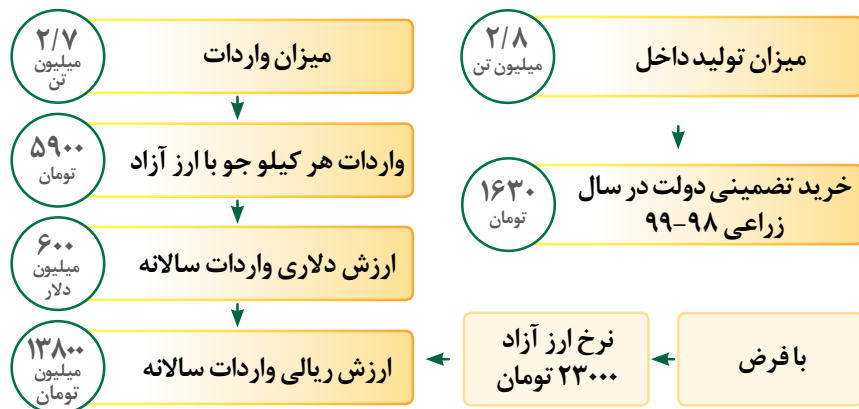 میزان تولید داخل
۲/۸
میلیون تن
خرید تضمینی دولت در سال
زراعی ۹۸-۹۹
۱۶۳۰
تومان
میزان واردات
۲/۷
میلیون
تن
واردات هر کیلو جو با ارز آزاد
۵۹۰۰
تومان
ارزش دلاری واردات سالانه
۶۰۰
میلیون
دلار
با فرض
نرخ ارز آزاد
۲۳۰۰۰ تومان
ارزش ریالی واردات سالانه
۱۳۸۰۰
میلیون
تومان